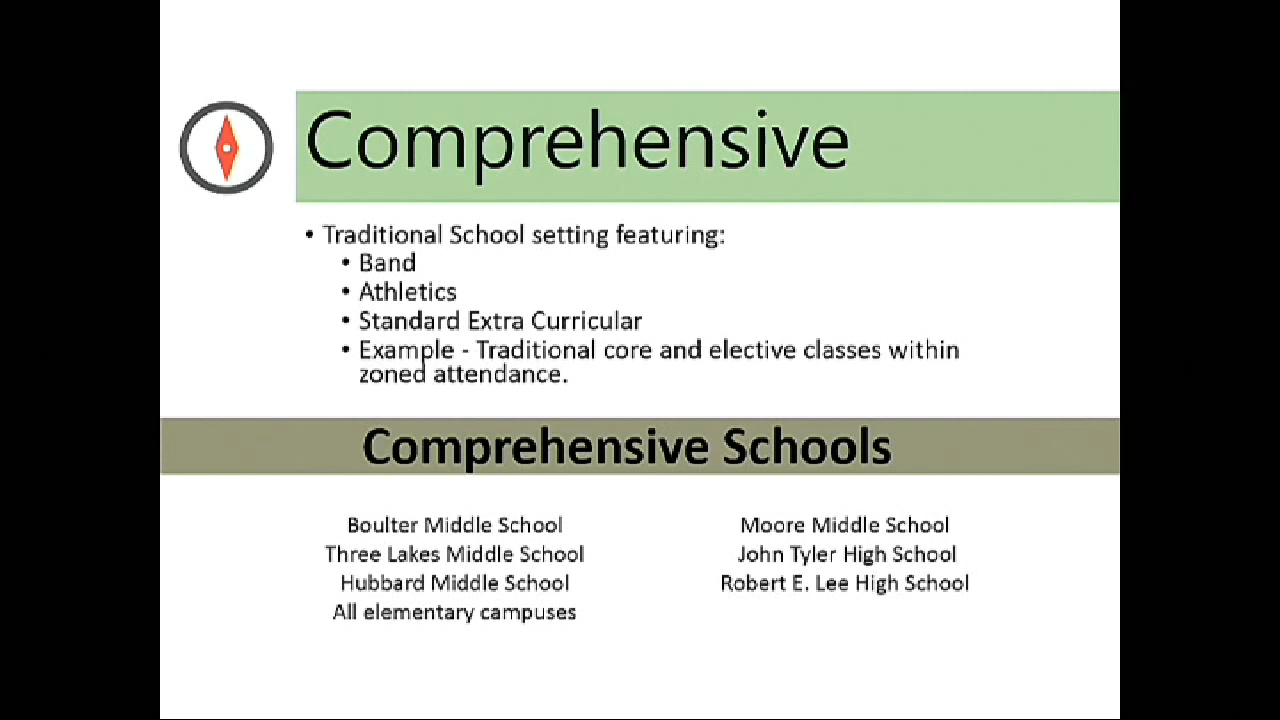 Comprehensive
• Traditional School setting featuring:
• Band
• Athletics
• Standard Extra Curricular
• Example - Traditional core and elective classes within
zoned attendance.
Comprehensive Schools
Boulter Middle School
Three Lakes Middle School
Hubbard Middle School
All elementary campuses
Moore Middle School
John Tyler High School
Robert E. Lee High School